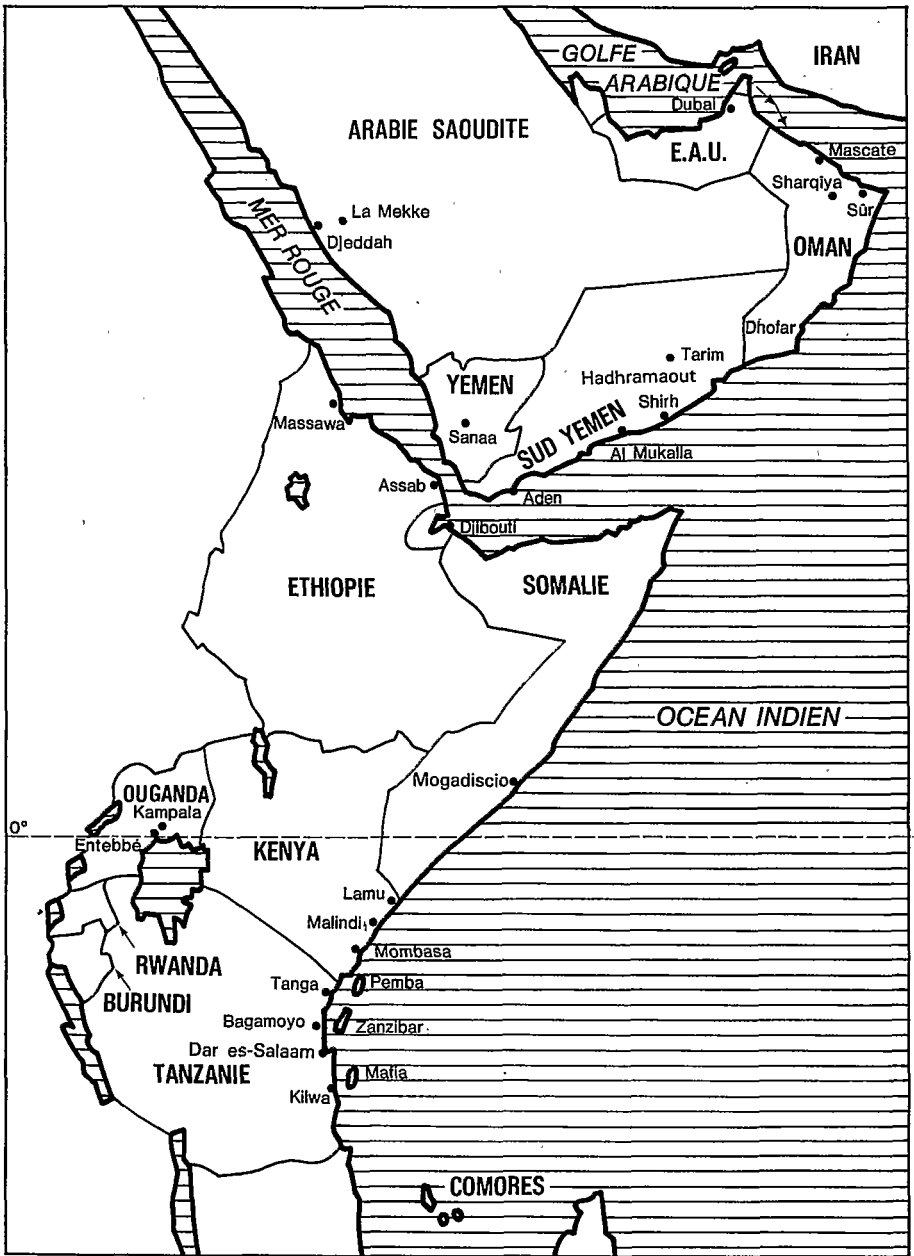 GOLFE
ARABIQUE
IRAN
Dubaï
ARABIE SAOUDITE
E.A.U.
Mascate
Sharqiya
Sûr
La Mekke
Djeddah
MER ROUGE
OMAN
Dhofar
Tarim
Hadhramaout
YEMEN
Shirh
Massawa
Sanaa
SUD YEMEN
Al Mukalla
Assab
Aden
Djibouti
ETHIOPIE
SOMALIE
OCEAN INDIEN
Mogadiscio
OUGANDA
Kampala
0°
Entebbé
KENYA
Lamu
Malindi
Mombasa
RWANDA
Tanga
Pemba
BURUNDI
Bagamoyo
Zanzibar
Dar es-Salaam
TANZANIE
Mafia
Kilwa
COMORES